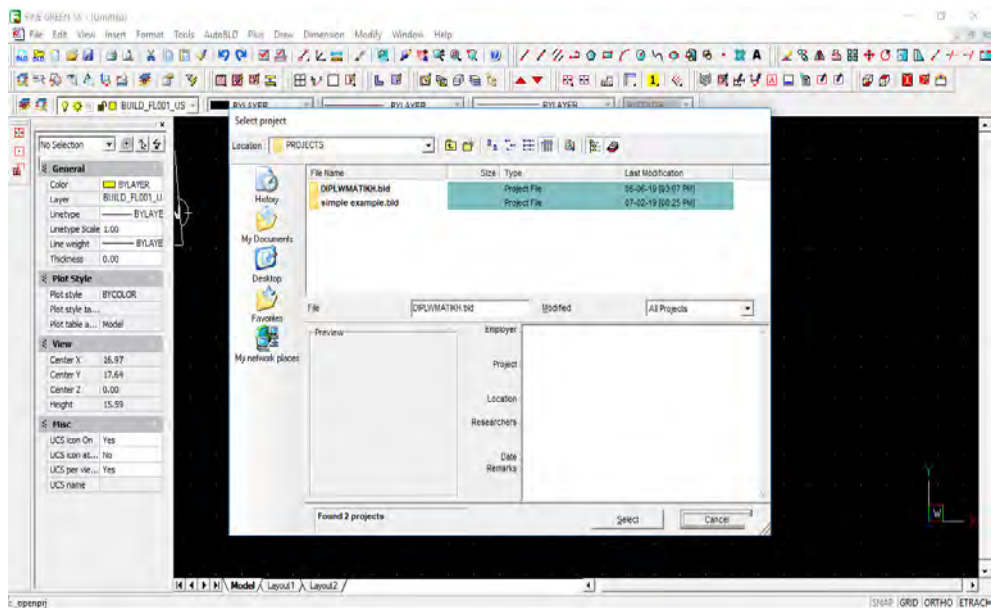 FINE GREEN 16 - [Untitled]
File Edit View Insert Format Tools AutoBLD Plus Draw Dimension Modify Window Help
BUILD_FL001_US BYLAYER BYLAYER BYLAYER BYCOLOR
No Selection
General
Color BYLAYER
Layer BUILD_FL001_U
Linetype BYLAYE
Linetype Scale 1.00
Line weight BYLAYE
Thickness 0.00
Plot Style
Plot style BYCOLOR
Plot style ta...
Plot table a... Model
View
Center X 16.97
Center Y 17.64
Center Z 0.00
Height 15.59
Misc
UCS icon On Yes
UCS icon at... No
UCS per vie... Yes
UCS name
Select project
Location : PROJECTS
History
My Documents
Desktop
Favorites
My network places
File Name Size Type Last Modification
DIPLWMATIKH.bld Project File 06-06-19 [03:07 PM]
simple example.bld Project File 07-02-19 [08:25 PM]
File DIPLWMATIKH.bld Modified All Projects
Preview
Employer
Project
Location
Researchers
Date
Remarks
Found 2 projects
Select Cancel
Y
W
X
Model Layout1 Layout2
: _openprj
SNAP GRID ORTHO ETRACK